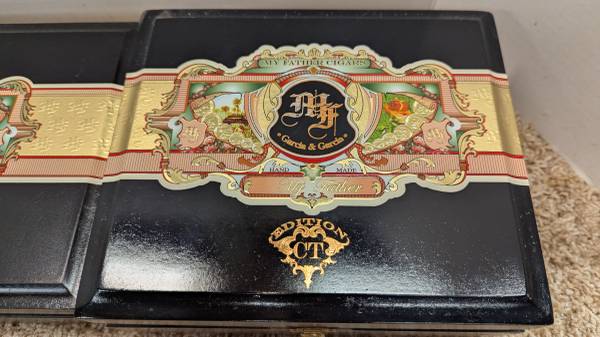 MY FATHER CIGARS
MF
• Garcia & Garcia •
HAND MADE
My Father
EDITION
CT